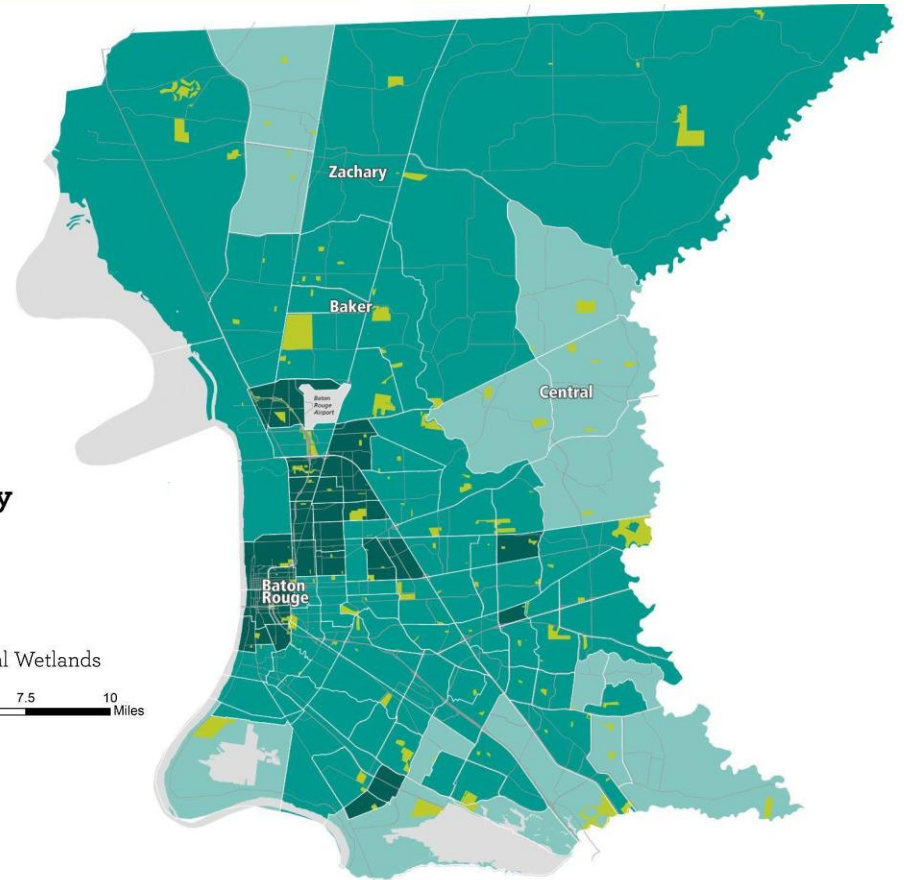 Zachary
Baker
Baton
Rouge
Airport
Central
y
Baton
Rouge
l Wetlands
7.5 10
Miles